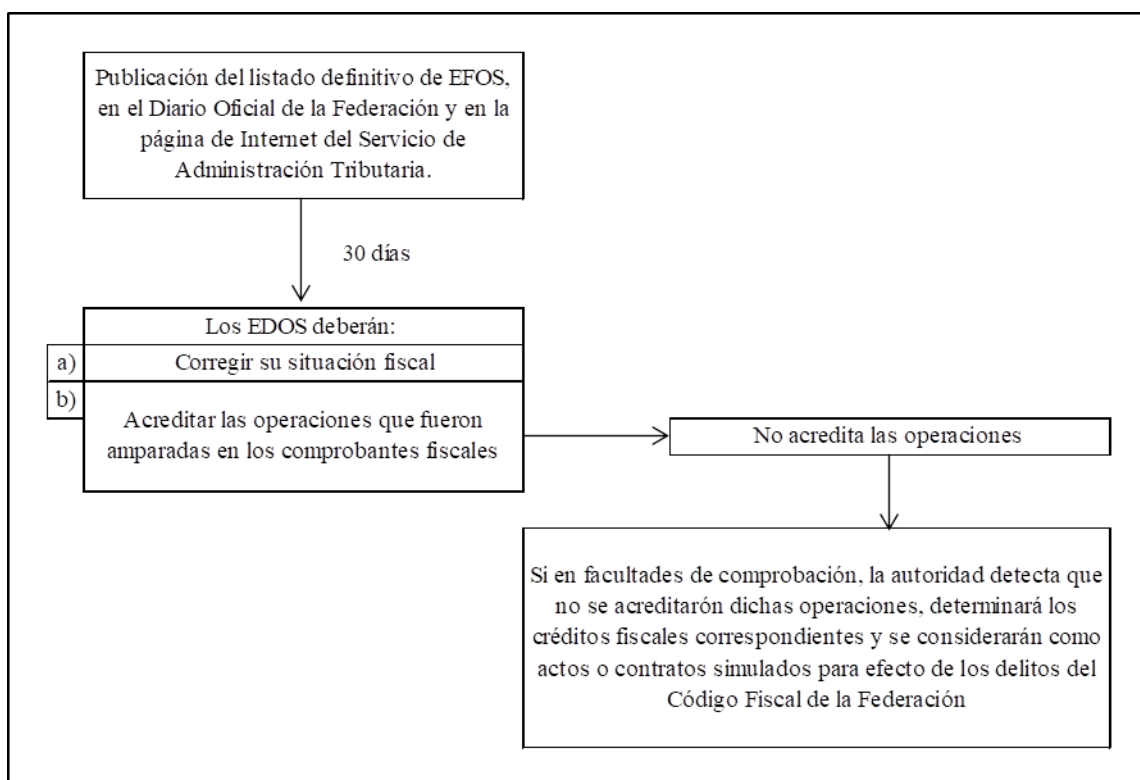 Publicación del listado definitivo de EFOS,
en el Diario Oficial de la Federación y en la
página de Internet del Servicio de
Administración Tributaria.
30 días
Los EDOS deberán:
a) Corregir su situación fiscal
b)
Acreditar las operaciones que fueron
amparadas en los comprobantes fiscales
No acredita las operaciones
Si en facultades de comprobación, la autoridad detecta que
no se acreditarón dichas operaciones, determinará los
créditos fiscales correspondientes y se considerarán como
actos o contratos simulados para efecto de los delitos del
Código Fiscal de la Federación